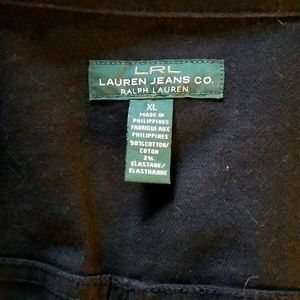 LRL
LAUREN JEANS CO.
RALPH LAUREN
XL
MADE IN
PHILIPPINES
FABRIQUE AUX
PHILIPPINES
98% COTTON/
COTON
2%
ELASTANE/
ELASTHANNE